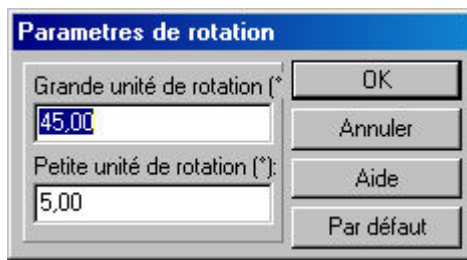 Parametres de rotation
Grande unité de rotation (°
45,00
Petite unité de rotation (°):
5,00
OK
Annuler
Aide
Par défaut